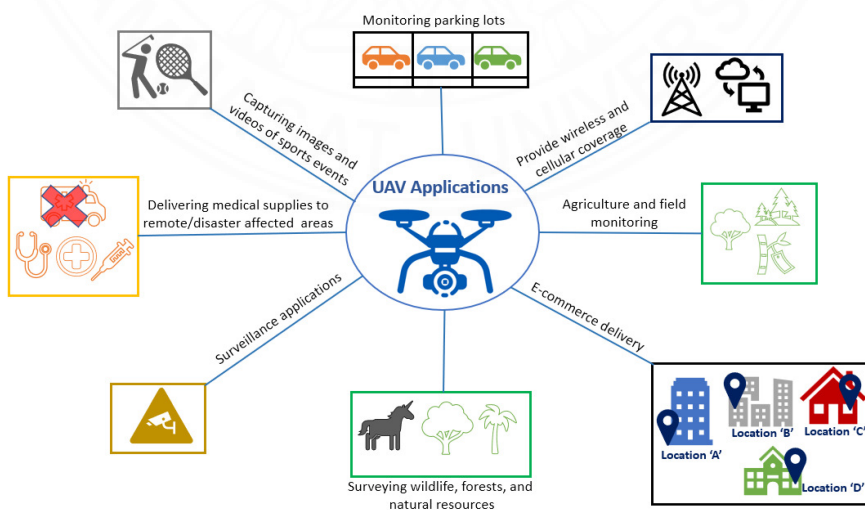 Monitoring parking lots
Capturing images and
videos of sports events
Provide wireless and
cellular coverage
UAV Applications
Delivering medical supplies to
remote/disaster affected areas
Agriculture and field
monitoring
Surveillance applications
E-commerce delivery
Surveying wildlife, forests, and
natural resources
Location 'A'
Location 'B'
Location 'C'
Location 'D'